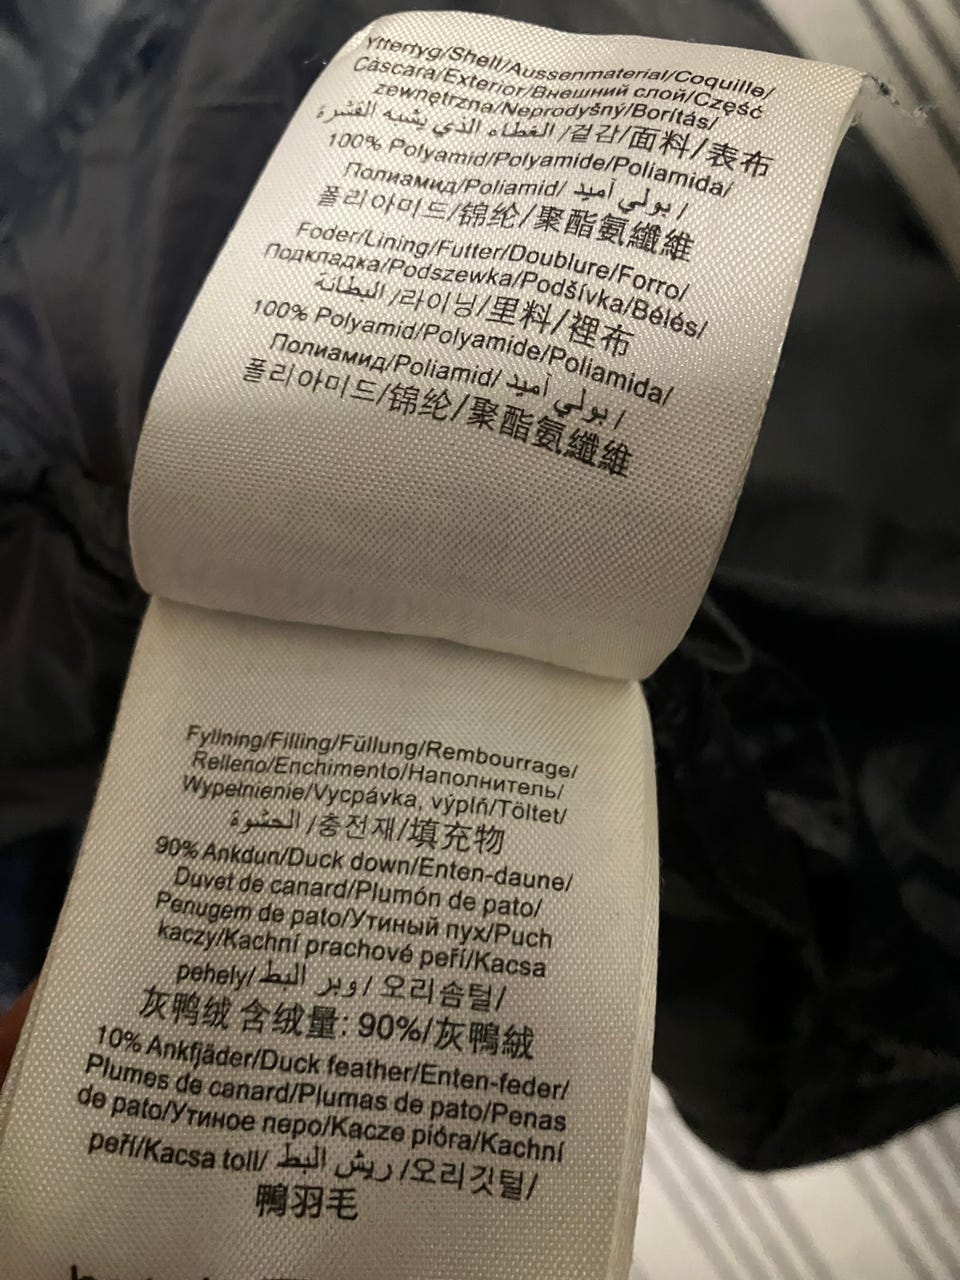 Yttertyg/Shell/Aussenmaterial/Coquille/
Cáscara/Exterior/Внешний слой/Część
zewnętrzna/Neprodyšný/Borítás/
الغطاء الذي يشبه القشرة /겉감/面料/表布
100% Polyamid/Polyamide/Poliamida/
Полиамид/Poliamid/ بولي أميد /
폴리아미드/锦纶/聚酯氨纖維
Foder/Lining/Futter/Doublure/Forro/
Подкладка/Podszewka/Podšívka/Bélés/
البطانة /라이닝/里料/裡布
100% Polyamid/Polyamide/Poliamida/
Полиамид/Poliamid/ بولي أميد /
폴리아미드/锦纶/聚酯氨纖維
Fyllning/Filling/Füllung/Rembourrage/
Relleno/Enchimento/Наполнитель/
Wypełnienie/Vycpávka, výplň/Töltet/
الحشوة /충전재/填充物
90% Ankdun/Duck down/Enten-daune/
Duvet de canard/Plumón de pato/
Penugem de pato/Утиный пух/Puch
kaczy/Kachní prachové peří/Kacsa
pehely/ وبر البط / 오리솜털/
灰鸭绒 含绒量: 90%/灰鴨絨
10% Ankfjäder/Duck feather/Enten-feder/
Plumes de canard/Plumas de pato/Penas
de pato/Утиное перо/Kacze pióra/Kachní
peří/Kacsa toll/ ريش البط /오리깃털/
鴨羽毛